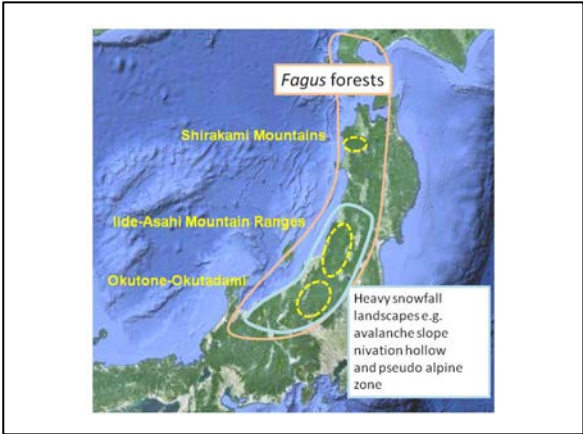 Fagus forests
Shirakami Mountains
Iide-Asahi Mountain Ranges
Okutone-Okutadami
Heavy snowfall
landscapes e.g.
avalanche slope
nivation hollow
and pseudo alpine
zone